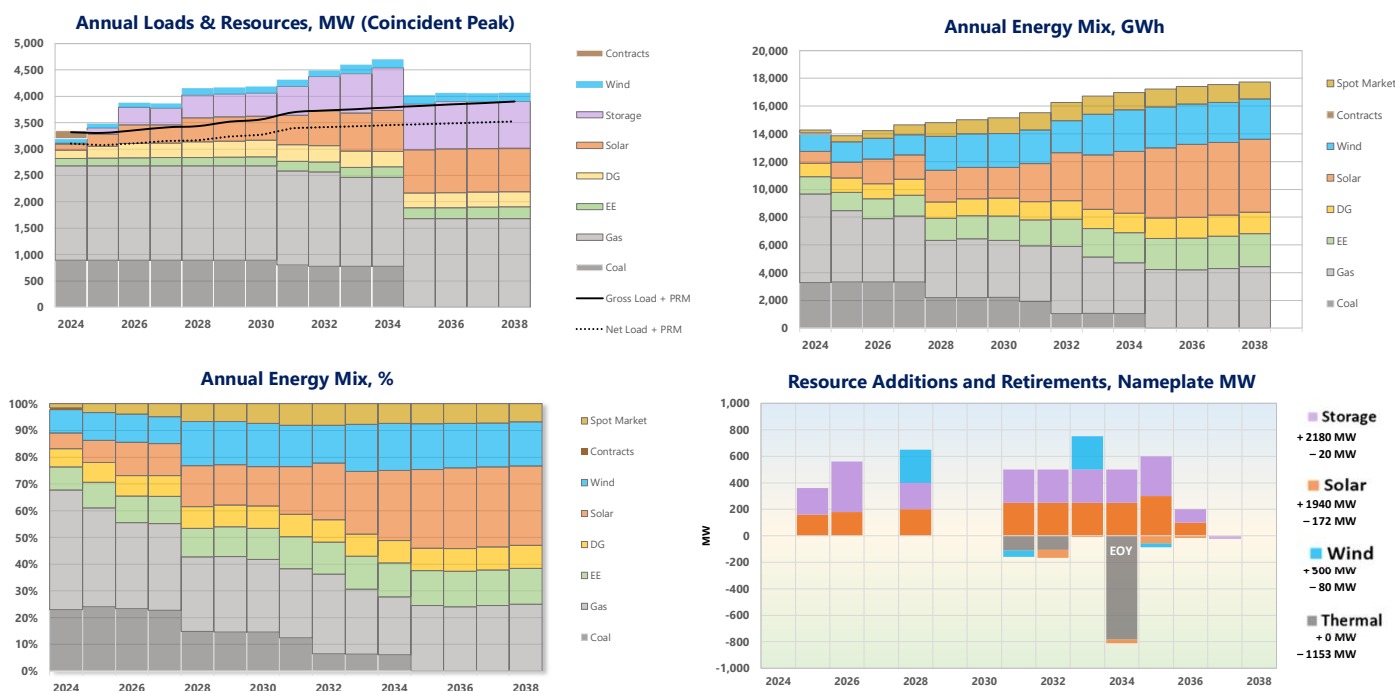 Annual Loads & Resources, MW (Coincident Peak)
5,000
4,500
4,000
3,500
3,000
2,500
2,000
1,500
1,000
500
0
2024 2026 2028 2030 2032 2034 2036 2038
Contracts
Wind
Storage
Solar
DG
EE
Gas
Coal
Gross Load + PRM
Net Load + PRM
Annual Energy Mix, GWh
20,000
18,000
16,000
14,000
12,000
10,000
8,000
6,000
4,000
2,000
0
2024 2026 2028 2030 2032 2034 2036 2038
Spot Market
Contracts
Wind
Solar
DG
EE
Gas
Coal
Annual Energy Mix, %
100%
90%
80%
70%
60%
50%
40%
30%
20%
10%
0%
2024 2026 2028 2030 2032 2034 2036 2038
Spot Market
Contracts
Wind
Solar
DG
EE
Gas
Coal
Resource Additions and Retirements, Nameplate MW
MW
1,000
800
600
400
200
0
-200
-400
-600
-800
-1,000
EOY
2024 2026 2028 2030 2032 2034 2036 2038
Storage
+ 2180 MW
– 20 MW
Solar
+ 1940 MW
– 172 MW
Wind
+ 500 MW
– 80 MW
Thermal
+ 0 MW
– 1153 MW